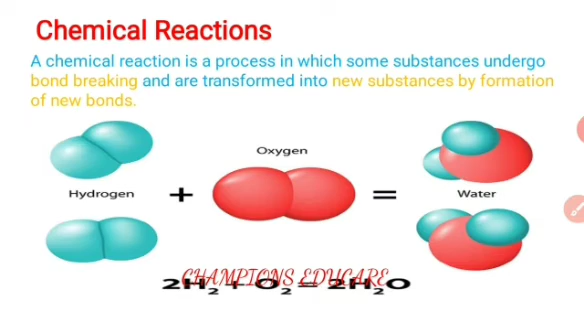 Chemical Reactions
A chemical reaction is a process in which some substances undergo
bond breaking and are transformed into new substances by formation
of new bonds.
Oxygen
Hydrogen + = Water
CHAMPIONS EDUCARE
2H₂ + O₂ = 2H₂O